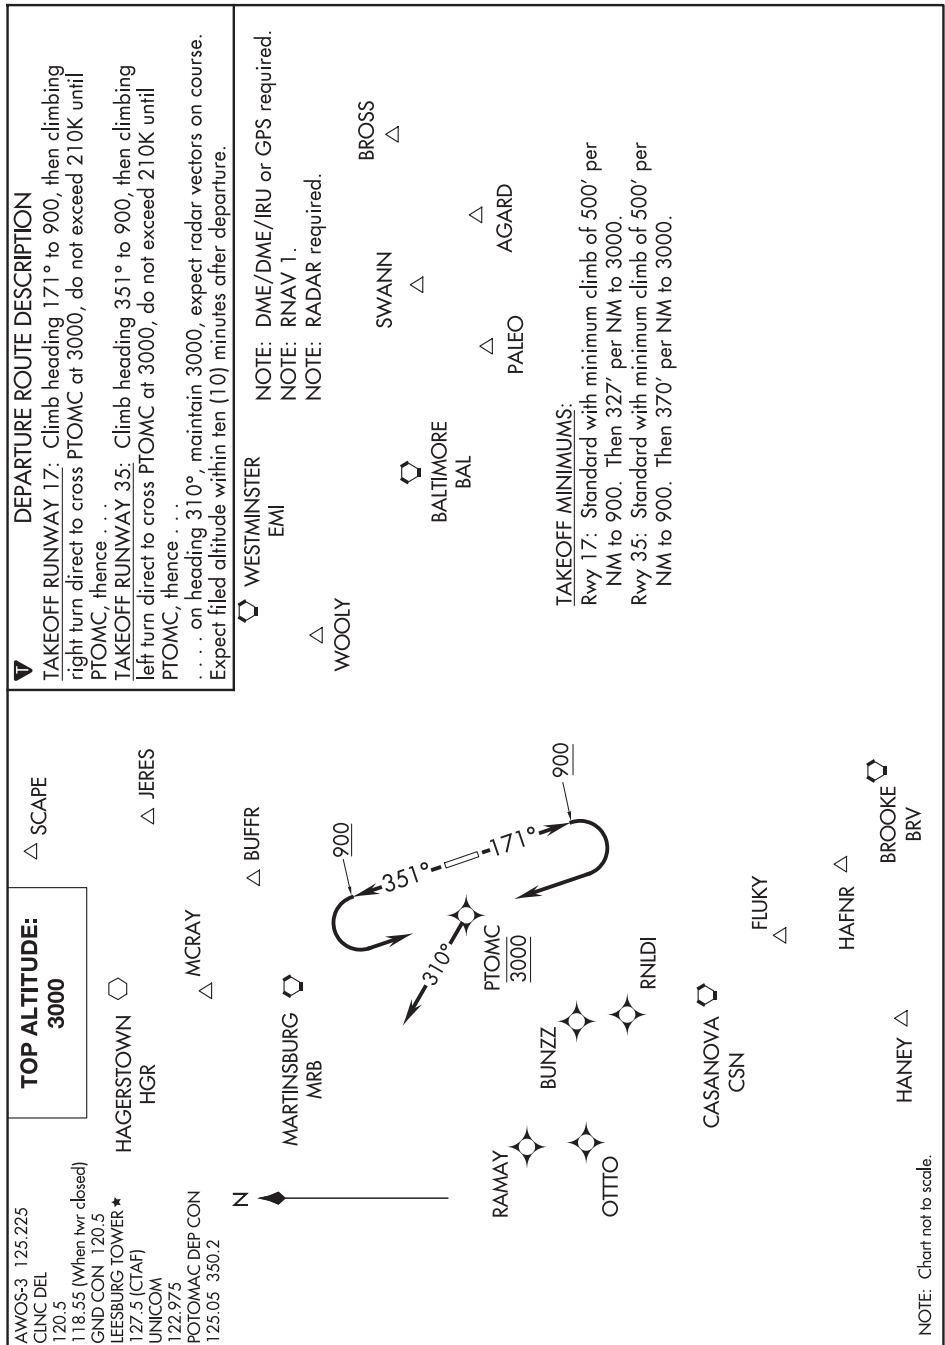 AWOS-3 125.225
CLNC DEL
120.5
118.55 (When twr closed)
GND CON 120.5
LEESBURG TOWER ★
127.5 (CTAF)
UNICOM
122.975
POTOMAC DEP CON
125.05 350.2
TOP ALTITUDE:
3000
T
DEPARTURE ROUTE DESCRIPTION
TAKEOFF RUNWAY 17: Climb heading 171° to 900, then climbing
right turn direct to cross PTOMC at 3000, do not exceed 210K until
PTOMC, thence . . .
TAKEOFF RUNWAY 35: Climb heading 351° to 900, then climbing
left turn direct to cross PTOMC at 3000, do not exceed 210K until
PTOMC, thence . . .
. . . . on heading 310°, maintain 3000, expect radar vectors on course.
Expect filed altitude within ten (10) minutes after departure.
NOTE: DME/DME/IRU or GPS required.
NOTE: RNAV 1.
NOTE: RADAR required.
SCAPE
HAGERSTOWN
HGR
JERES
MCRAY
BUFFR
WESTMINSTER
EMI
WOOLY
MARTINSBURG
MRB
N
900
351°
171°
900
310°
PTOMC
3000
BROSS
SWANN
AGARD
PALEO
BALTIMORE
BAL
RAMAY
BUNZZ
OTTTO
RNLDI
CASANOVA
CSN
FLUKY
HAFNR
BROOKE
BRV
HANEY
TAKEOFF MINIMUMS:
Rwy 17: Standard with minimum climb of 500' per
NM to 900. Then 327' per NM to 3000.
Rwy 35: Standard with minimum climb of 500' per
NM to 900. Then 370' per NM to 3000.
NOTE: Chart not to scale.